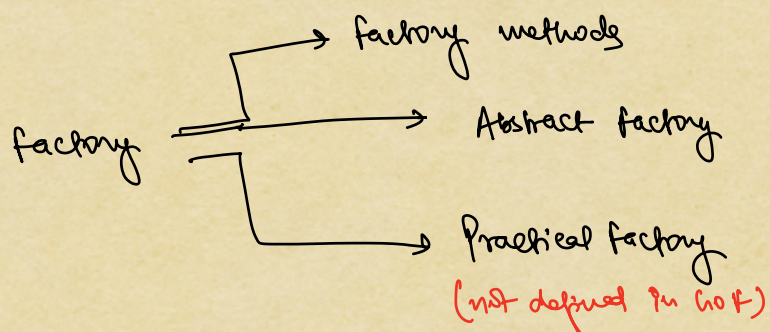 factory methods
Abstract factory
factory
Practical factory
(not defined in GOF)